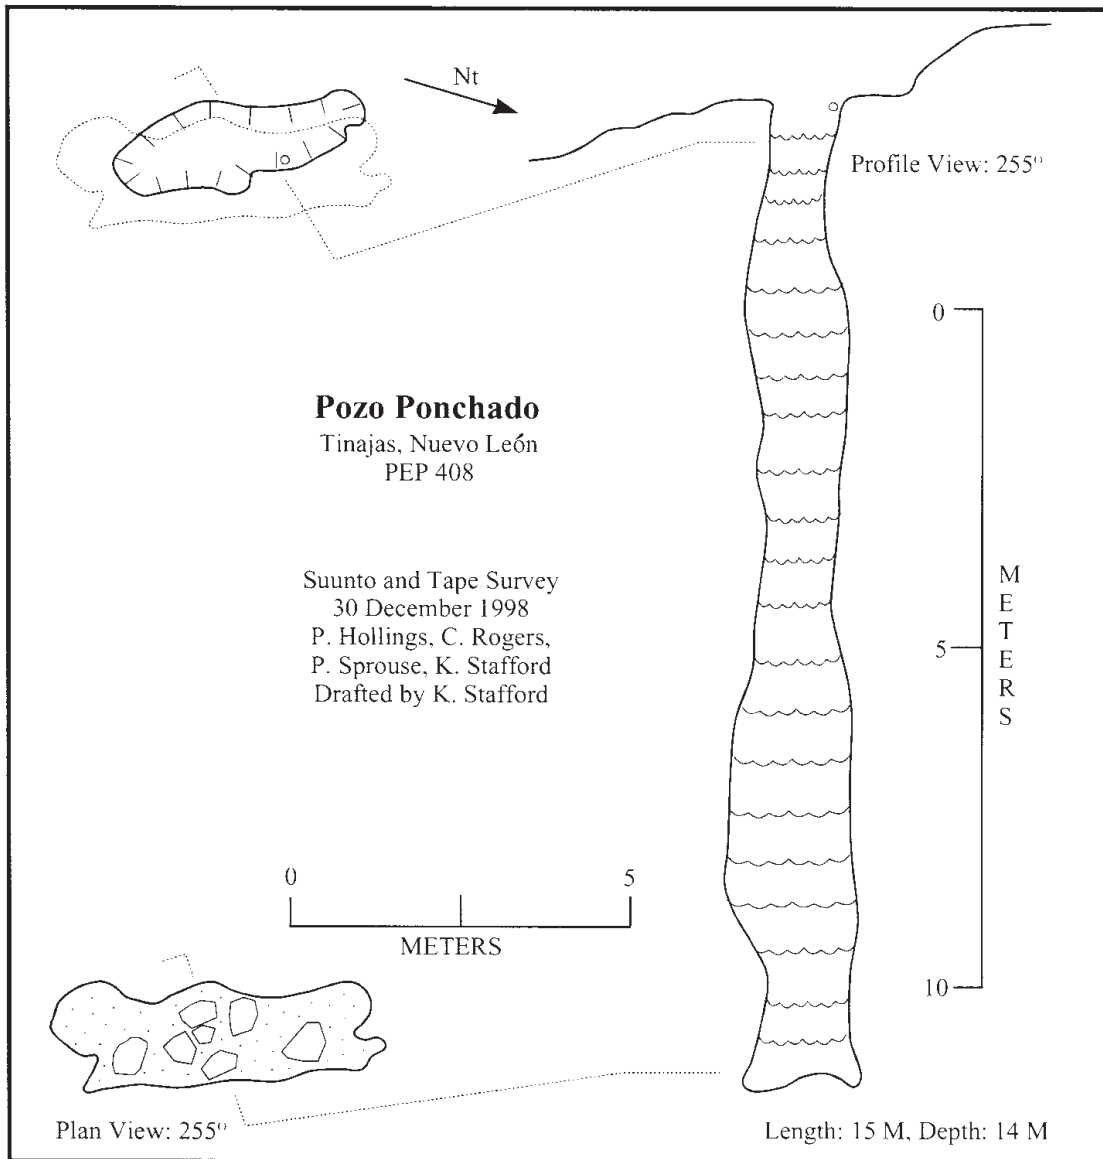 Nt
Profile View: 255°
Pozo Ponchado
Tinajas, Nuevo León
PEP 408
Suunto and Tape Survey
30 December 1998
P. Hollings, C. Rogers,
P. Sprouse, K. Stafford
Drafted by K. Stafford
0
5
10
METERS
0 5
METERS
Plan View: 255°
Length: 15 M, Depth: 14 M